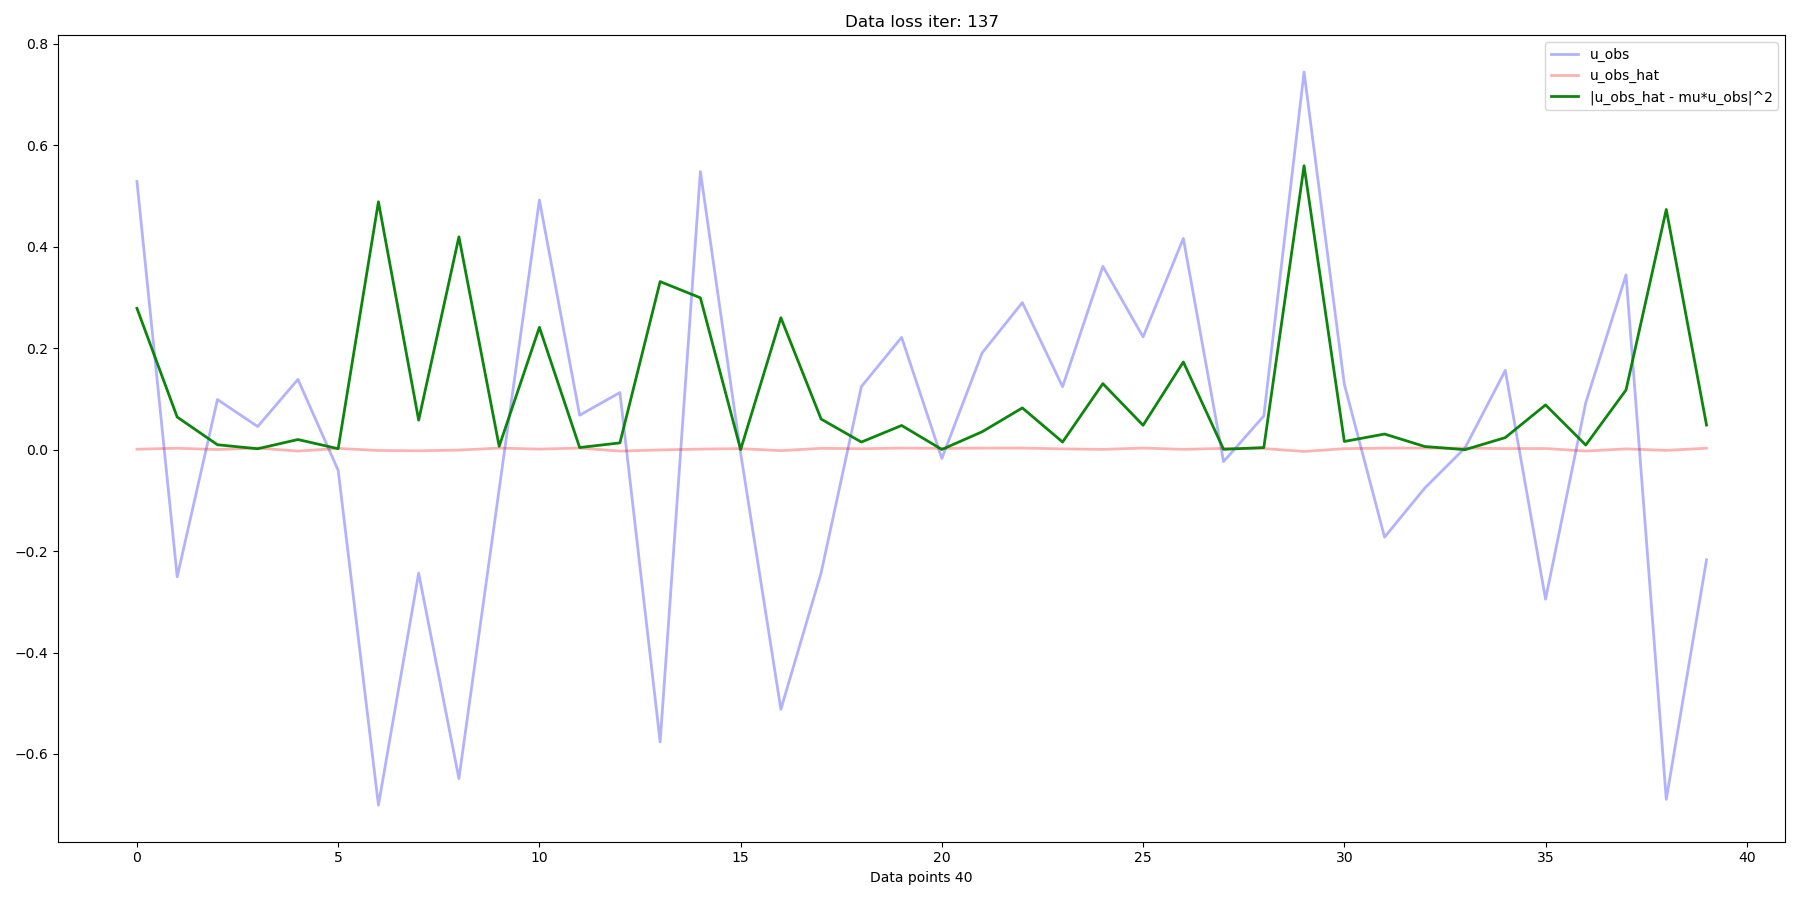 Data loss iter: 137
u_obs
u_obs_hat
|u_obs_hat - mu*u_obs|^2
0.8
0.6
0.4
0.2
0.0
−0.2
−0.4
−0.6
0 5 10 15 20 25 30 35 40
Data points 40